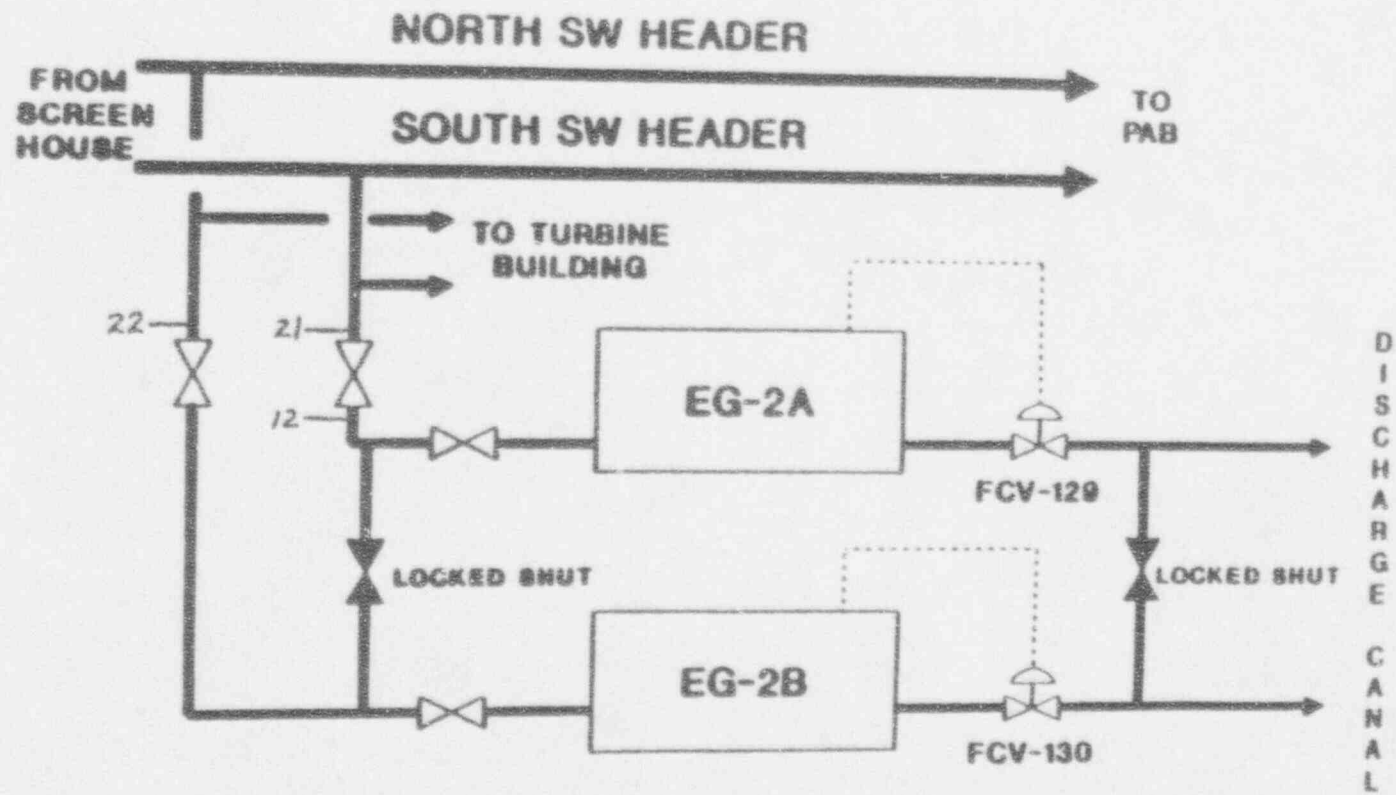 NORTH SW HEADER
FROM
SCREEN
HOUSE
TO
PAB
SOUTH SW HEADER
TO TURBINE
BUILDING
22
21
12
EG-2A
FCV-129
LOCKED SHUT
LOCKED SHUT
EG-2B
FCV-130
DISCHARGE CANAL